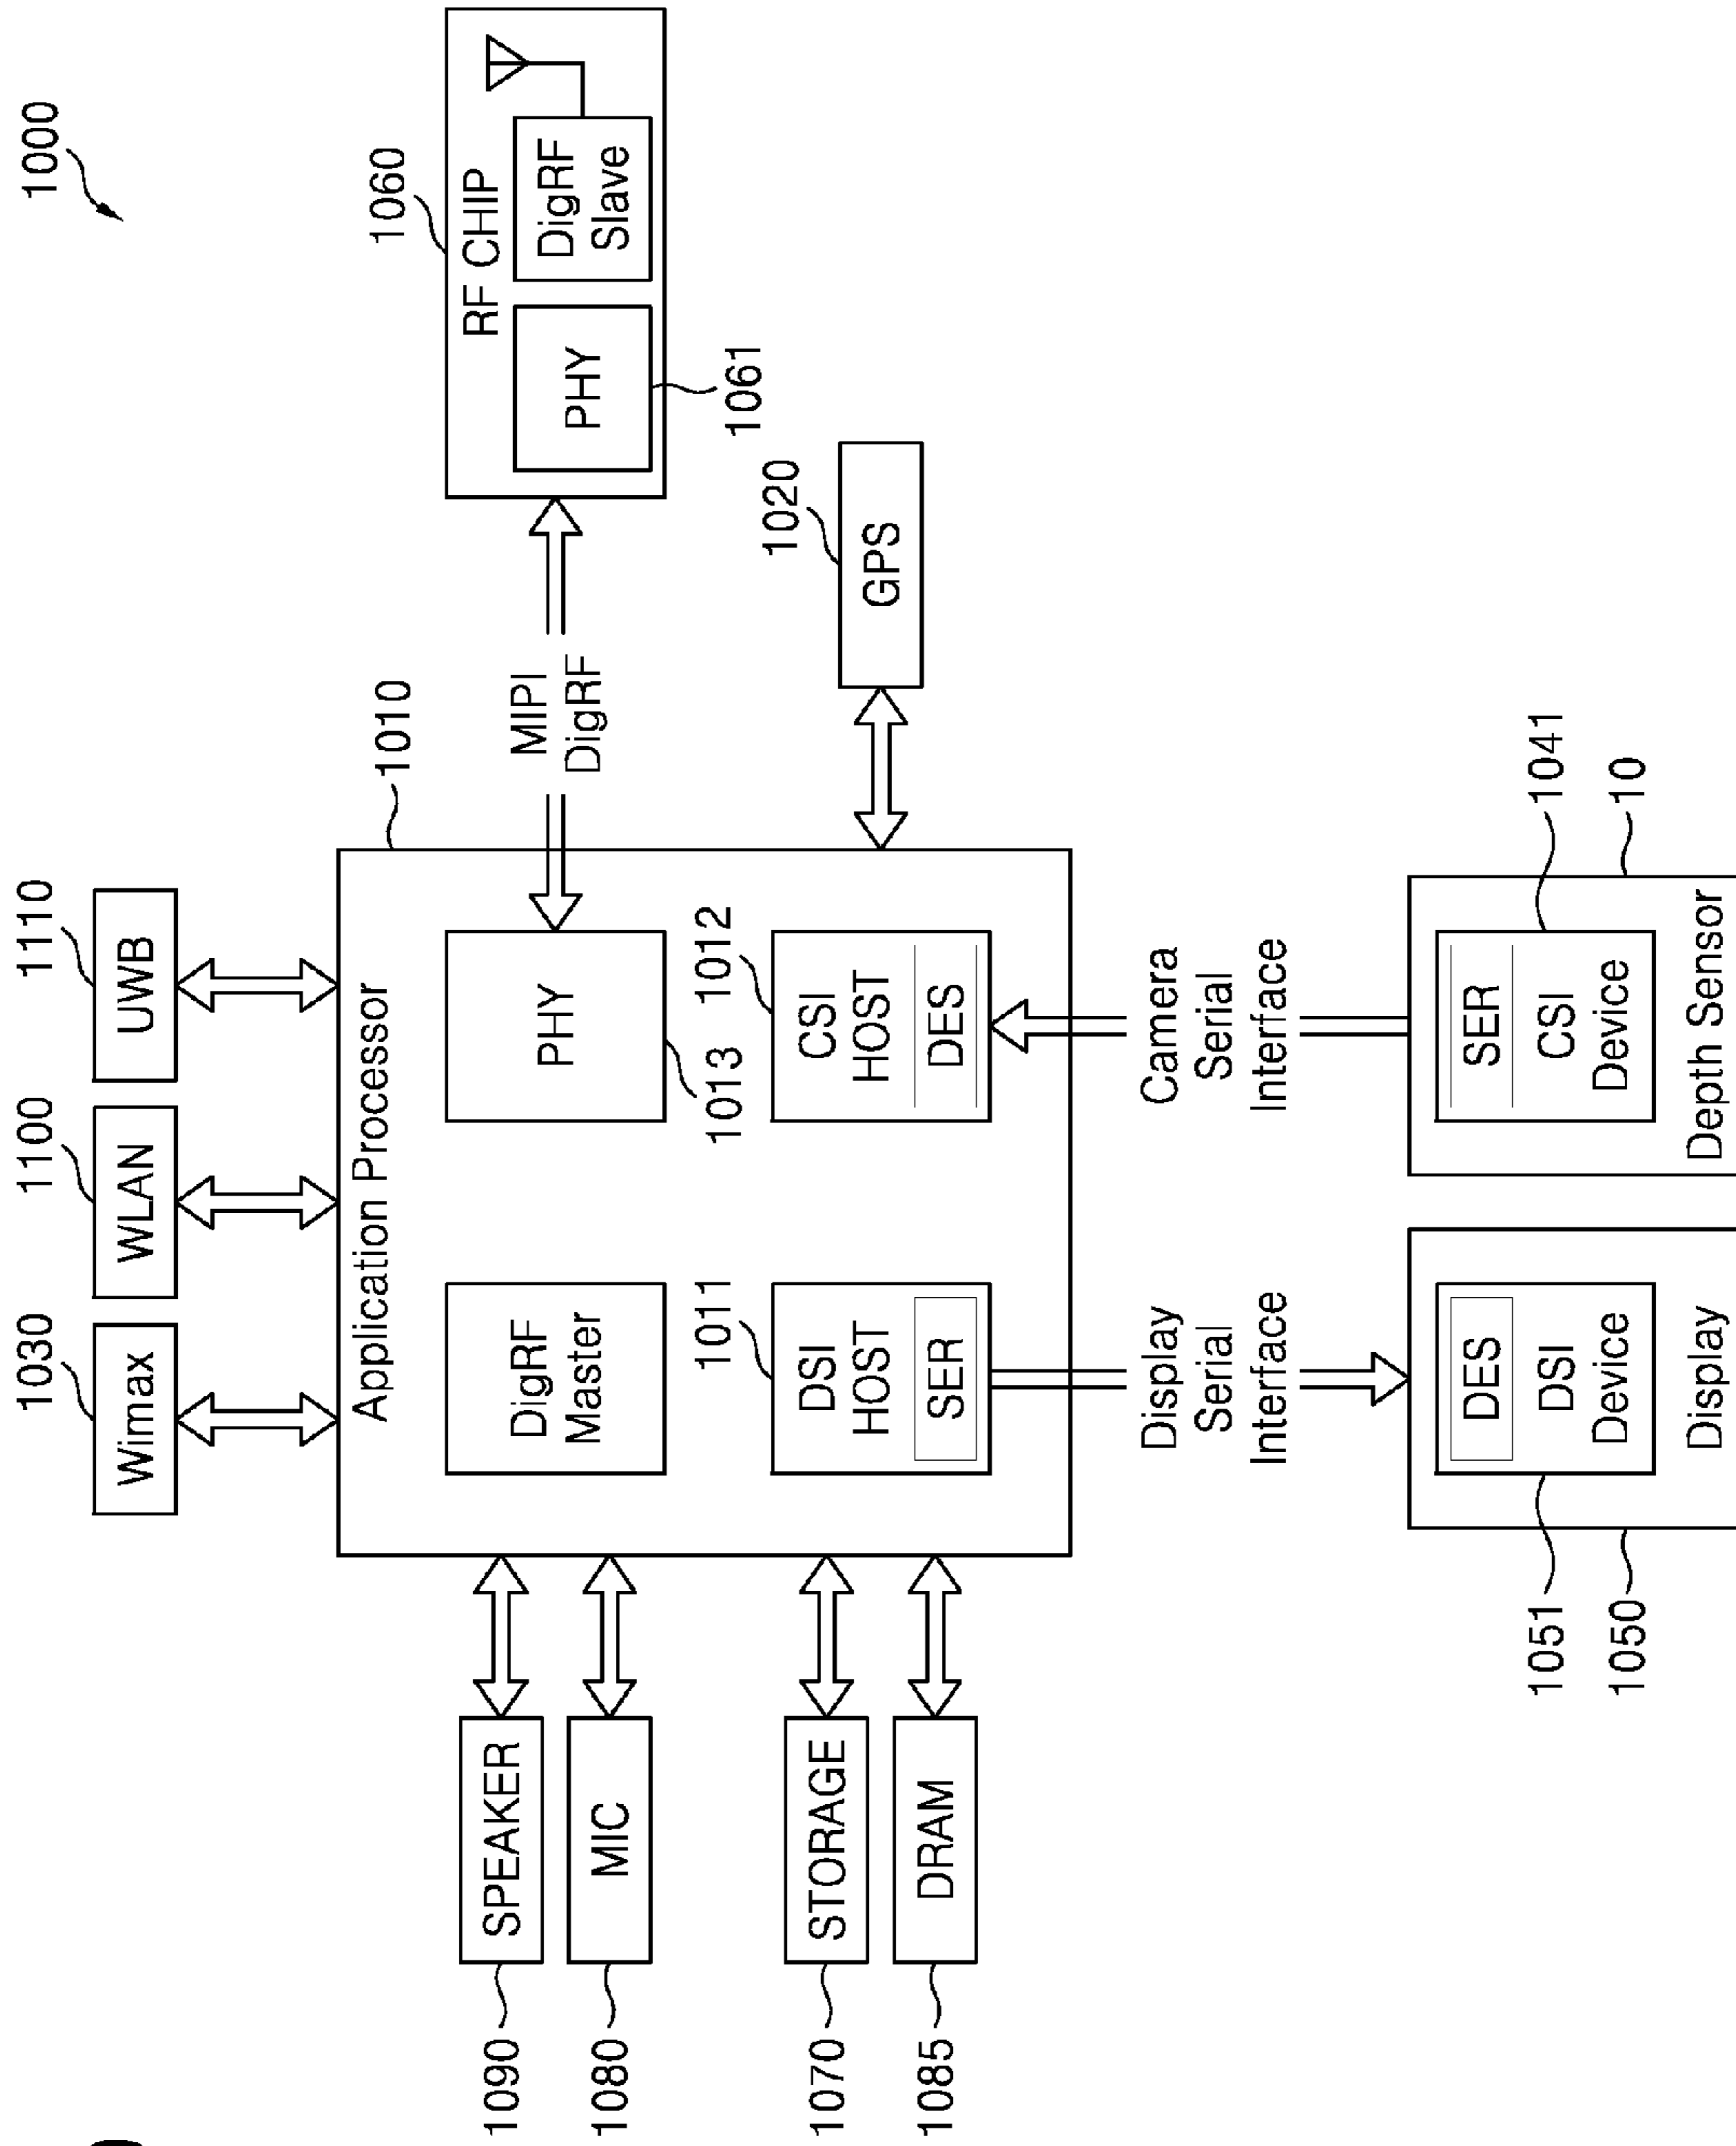 1000
1030
1100
1110
Wimax
WLAN
UWB
1010
1060
Application Processor
RF CHIP
SPEAKER
1090
MIC
1080
DigRF
Master
PHY
1013
MIPI
DigRF
PHY
1061
DigRF
Slave
STORAGE
1070
DRAM
1085
1011
DSI
HOST
SER
1012
CSI
HOST
DES
1020
GPS
Display
Serial
Interface
Camera
Serial
Interface
1051
1050
DES
DSI
Device
Display
SER
CSI
Device
Depth Sensor
1041
10